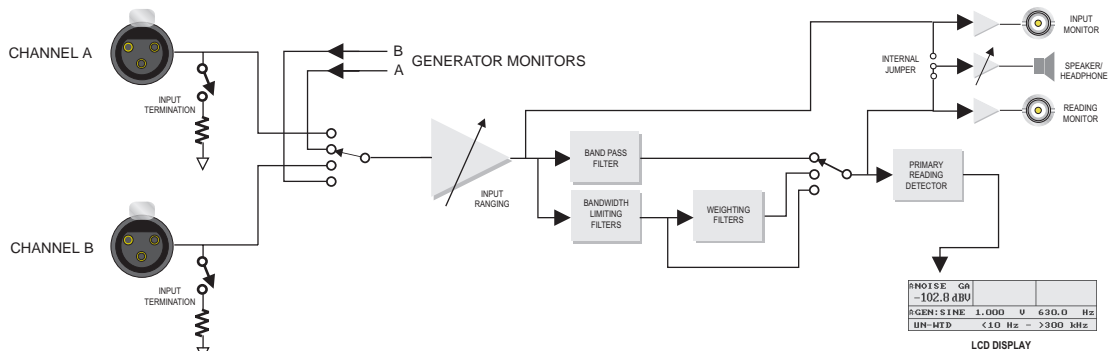 CHANNEL A
INPUT
TERMINATION
B
A
GENERATOR MONITORS
INPUT
RANGING
BAND PASS
FILTER
BANDWIDTH
LIMITING
FILTERS
WEIGHTING
FILTERS
INTERNAL
JUMPER
INPUT
MONITOR
SPEAKER/
HEADPHONE
READING
MONITOR
PRIMARY
READING
DETECTOR
CHANNEL B
INPUT
TERMINATION
NOISE GA
-102.8 dBV
GEN:SINE 1.000 V 630.0 Hz
UN-WTD <10 Hz - >300 kHz
LCD DISPLAY